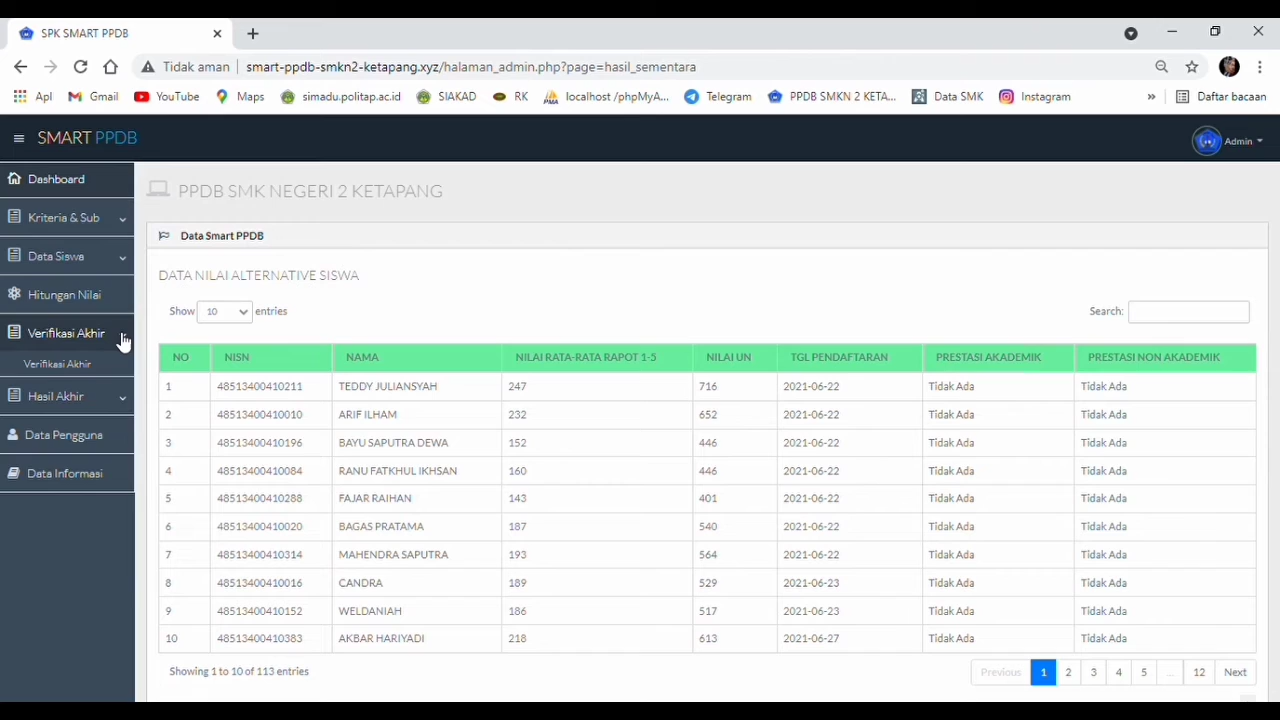 SPK SMART PPDB
Tidak aman | smart-ppdb-smkn2-ketapang.xyz/halaman_admin.php?page=hasil_sementara
Apl Gmail YouTube Maps simadu.politap.ac.id SIAKAD RK localhost /phpMyA... Telegram PPDB SMKN 2 KETA... Data SMK Instagram » Daftar bacaan
SMART PPDB Admin
Dashboard
Kriteria & Sub
Data Siswa
Hitungan Nilai
Verifikasi Akhir
Verifikasi Akhir
Hasil Akhir
Data Pengguna
Data Informasi
PPDB SMK NEGERI 2 KETAPANG
Data Smart PPDB
DATA NILAI ALTERNATIVE SISWA
Show 10 entries Search:
NO NISN NAMA NILAI RATA-RATA RAPOT 1-5 NILAI UN TGL PENDAFTARAN PRESTASI AKADEMIK PRESTASI NON AKADEMIK
1 48513400410211 TEDDY JULIANSYAH 247 716 2021-06-22 Tidak Ada Tidak Ada
2 48513400410010 ARIF ILHAM 232 652 2021-06-22 Tidak Ada Tidak Ada
3 48513400410196 BAYU SAPUTRA DEWA 152 446 2021-06-22 Tidak Ada Tidak Ada
4 48513400410084 RANU FATKHUL IKHSAN 160 446 2021-06-22 Tidak Ada Tidak Ada
5 48513400410288 FAJAR RAIHAN 143 401 2021-06-22 Tidak Ada Tidak Ada
6 48513400410020 BAGAS PRATAMA 187 540 2021-06-22 Tidak Ada Tidak Ada
7 48513400410314 MAHENDRA SAPUTRA 193 564 2021-06-22 Tidak Ada Tidak Ada
8 48513400410016 CANDRA 189 529 2021-06-23 Tidak Ada Tidak Ada
9 48513400410152 WELDANIAH 186 517 2021-06-23 Tidak Ada Tidak Ada
10 48513400410383 AKBAR HARIYADI 218 613 2021-06-27 Tidak Ada Tidak Ada
Showing 1 to 10 of 113 entries Previous 1 2 3 4 5 ... 12 Next